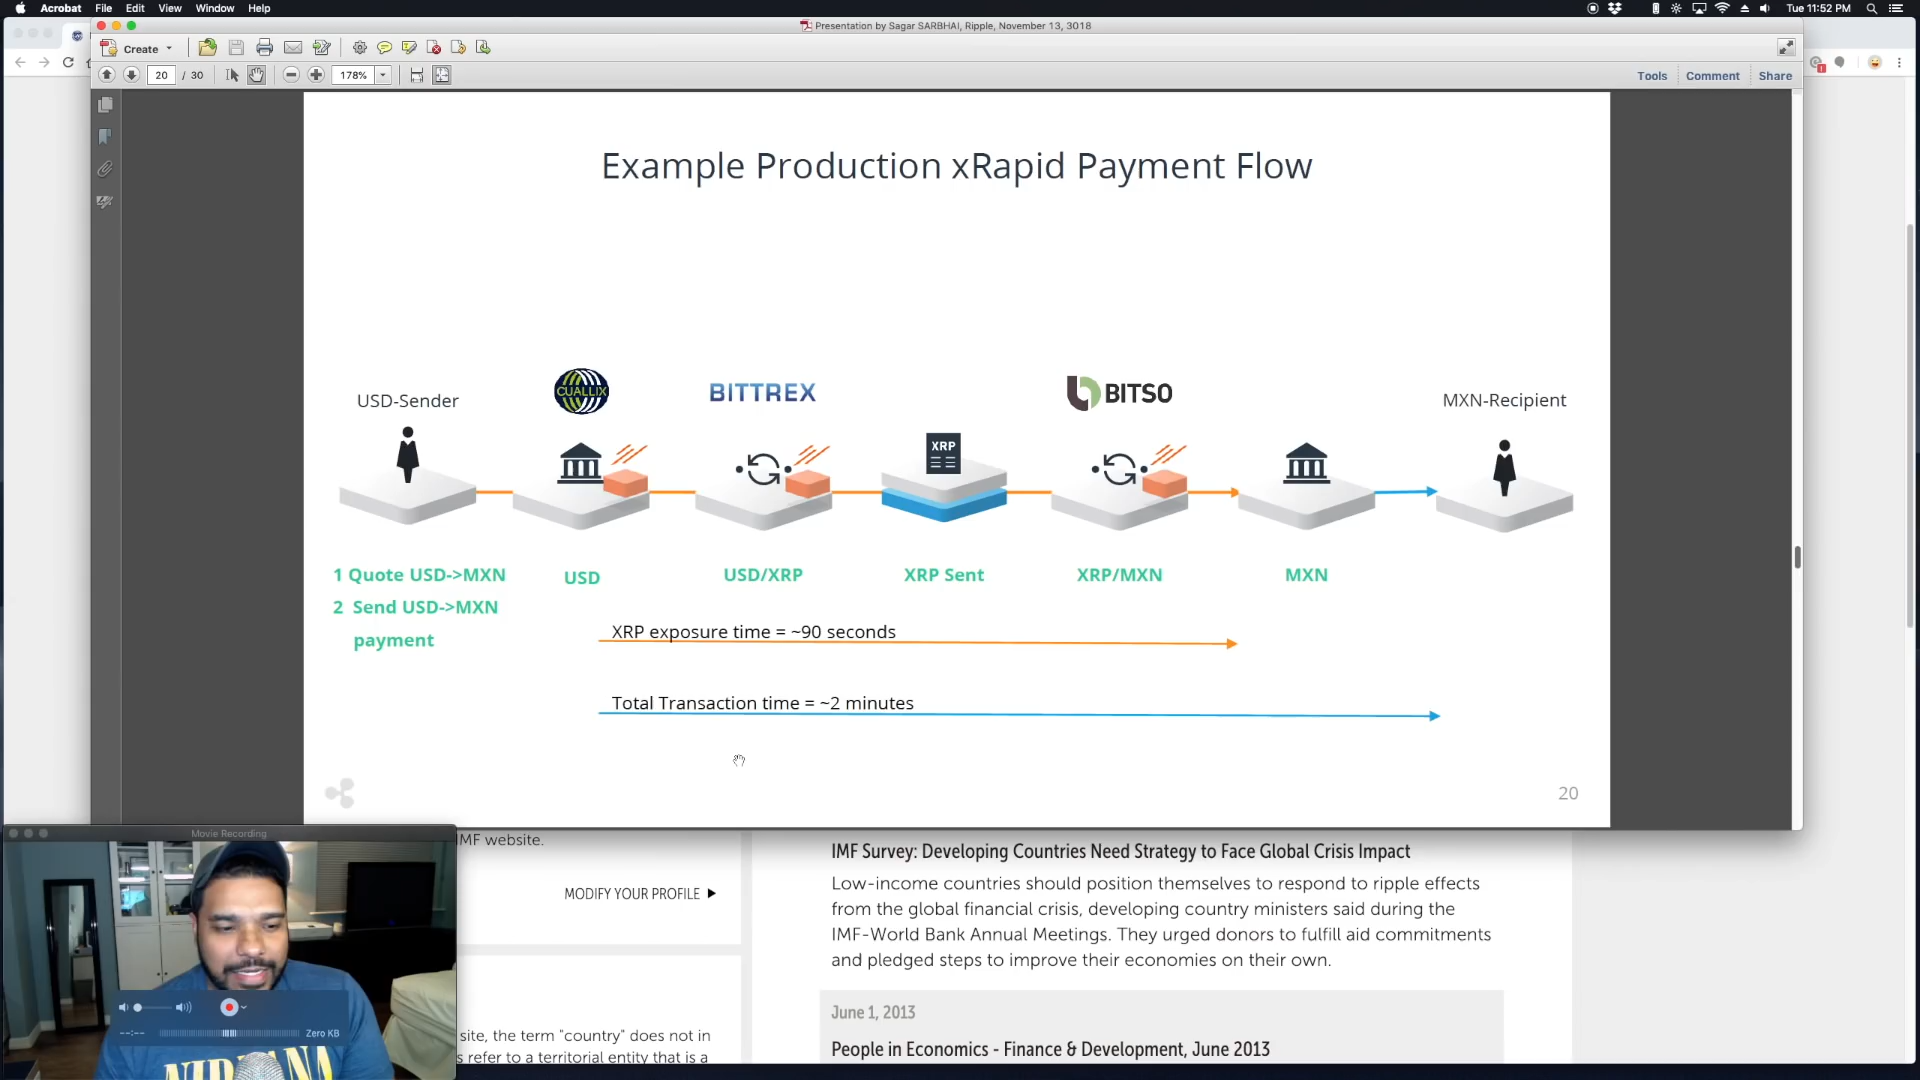 Acrobat File Edit View Window Help
Tue 11:52 PM
Presentation by Sagar SARBHAI, Ripple, November 13, 3018
Create
20 / 30
178%
Tools Comment Share
Example Production xRapid Payment Flow
USD-Sender
CUALLIX
BITTREX
BITSO
MXN-Recipient
XRP
1 Quote USD->MXN
USD
USD/XRP
XRP Sent
XRP/MXN
MXN
2 Send USD->MXN
payment
XRP exposure time = ~90 seconds
Total Transaction time = ~2 minutes
20
Movie Recording
IMF website.
MODIFY YOUR PROFILE
IMF Survey: Developing Countries Need Strategy to Face Global Crisis Impact
Low-income countries should position themselves to respond to ripple effects
from the global financial crisis, developing country ministers said during the
IMF-World Bank Annual Meetings. They urged donors to fulfill aid commitments
and pledged steps to improve their economies on their own.
June 1, 2013
People in Economics - Finance & Development, June 2013
site, the term "country" does not in
s refer to a territorial entity that is a
--:--
Zero KB
NIRVANA